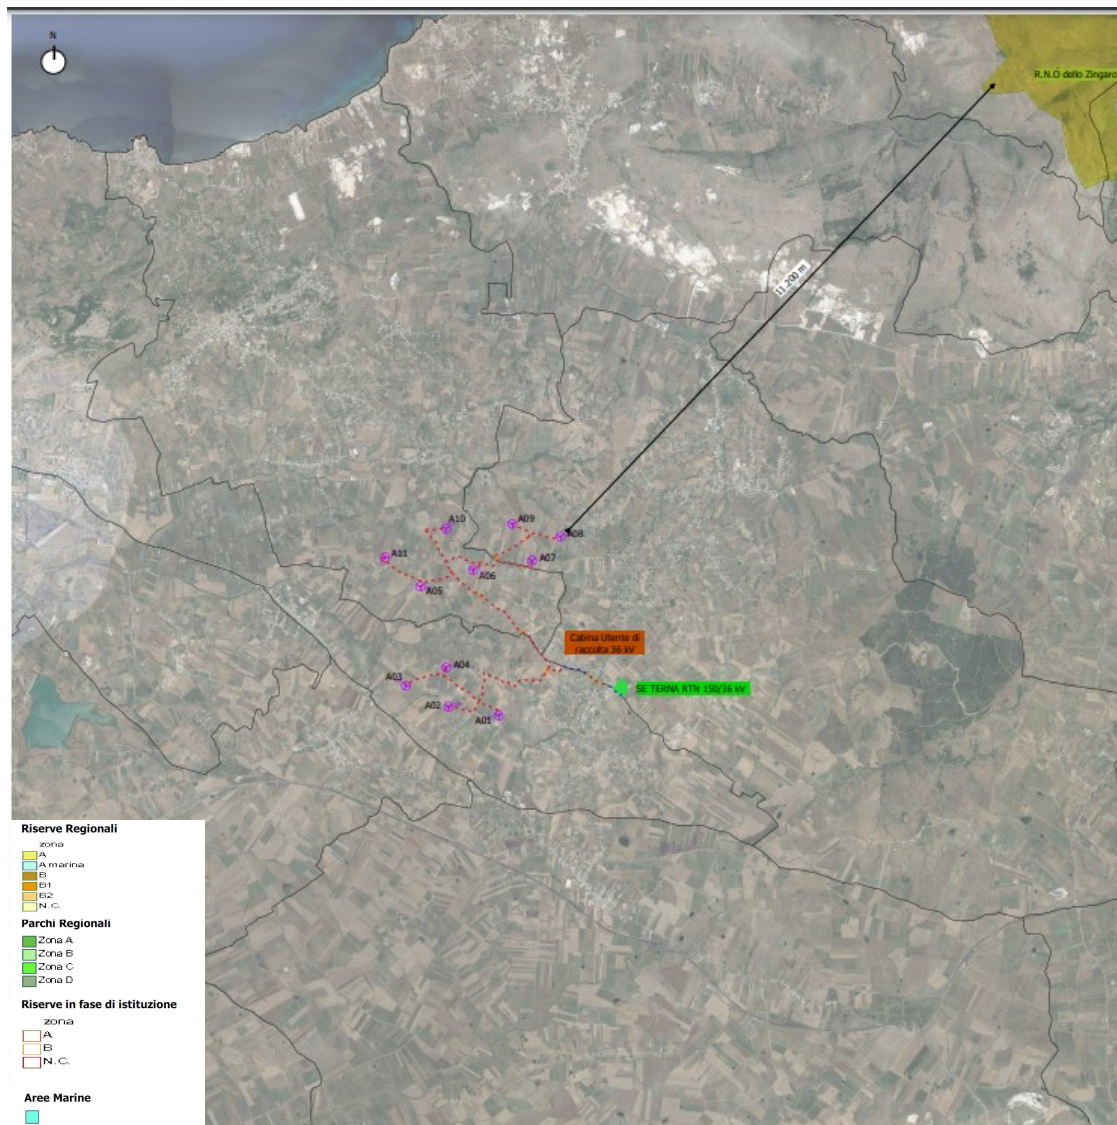 N
R.N.O dello Zingaro
11.200 m
A10
A09
A08
A11
A07
A06
A05
Cabina Utente di
raccolta 36 kV
A04
A03
SE TERNA RTN 150/36 kV
A02
A01
Riserve Regionali
zona
A
A marina
B
B1
B2
N.C.
Parchi Regionali
Zona A
Zona B
Zona C
Zona D
Riserve in fase di istituzione
zona
A
B
N.C.
Aree Marine